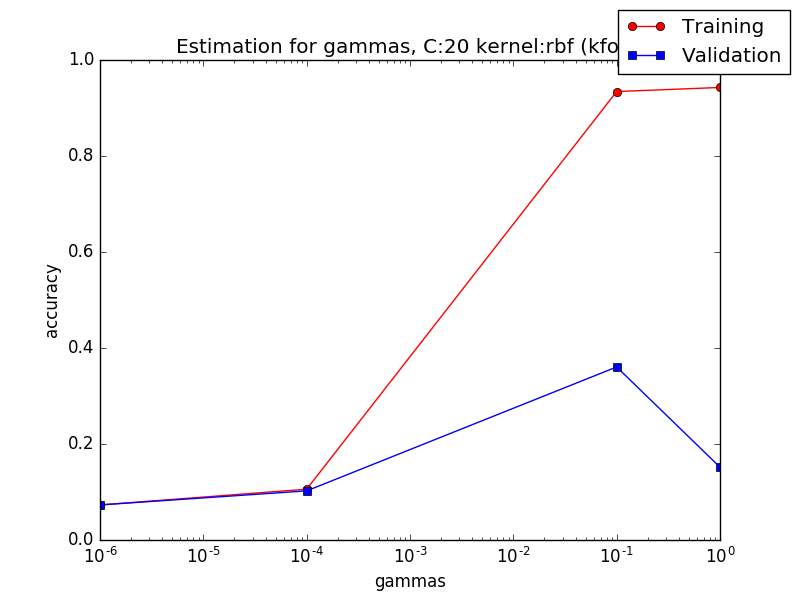 Training
Estimation for gammas, C:20 kernel:rbf
Validation
1.0
0.8
0.6
0.4
0.2
0.0
accuracy
10^-6 10^-5 10^-4 10^-3 10^-2 10^-1 10^0
gammas